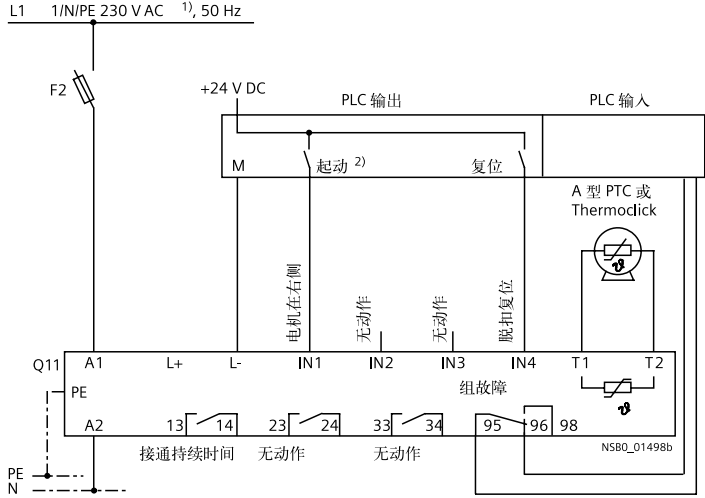 L1 1/N/PE 230 V AC 1), 50 Hz
F2
+24 V DC
PLC 输出
PLC 输入
M
起动 2)
复位
A 型 PTC 或
Thermoclick
电机在右侧
无动作
无动作
脱扣复位
Q11
A1
L+
L-
IN1
IN2
IN3
IN4
T1
T2
PE
组故障
A2
13
14
23
24
33
34
95
96
98
接通持续时间
无动作
无动作
NSB0_01498b
PE
N